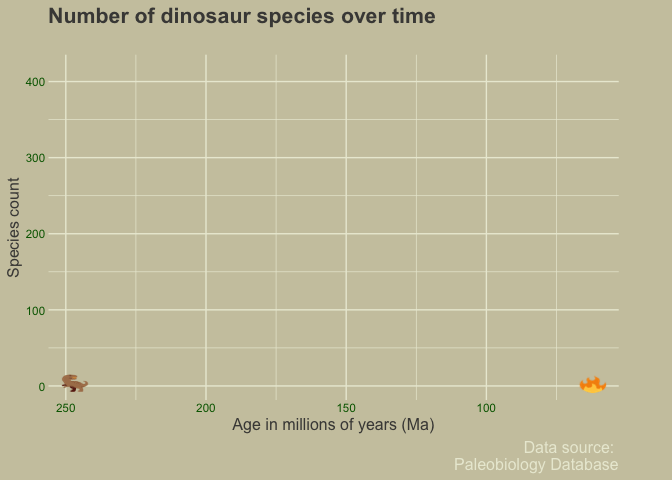 Number of dinosaur species over time
Species count
400
300
200
100
0
250 200 150 100
Age in millions of years (Ma)
Data source:
Paleobiology Database